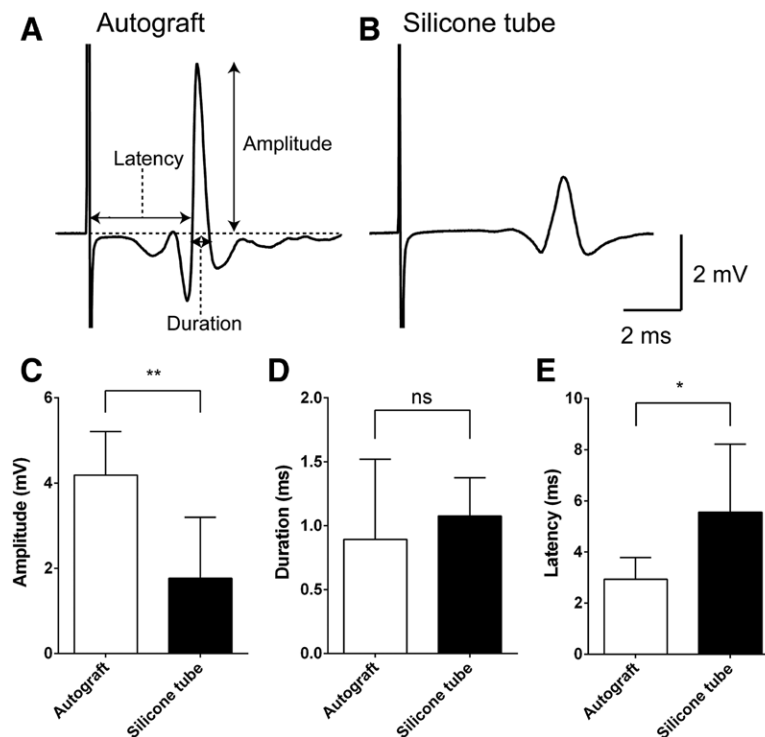 A Autograft
B Silicone tube
Latency
Amplitude
Duration
2 mV
2 ms
C
**
6
4
2
0
Amplitude (mV)
Autograft
Silicone tube
D
ns
2.0
1.5
1.0
0.5
0.0
Duration (ms)
Autograft
Silicone tube
E
*
10
8
6
4
2
0
Latency (ms)
Autograft
Silicone tube